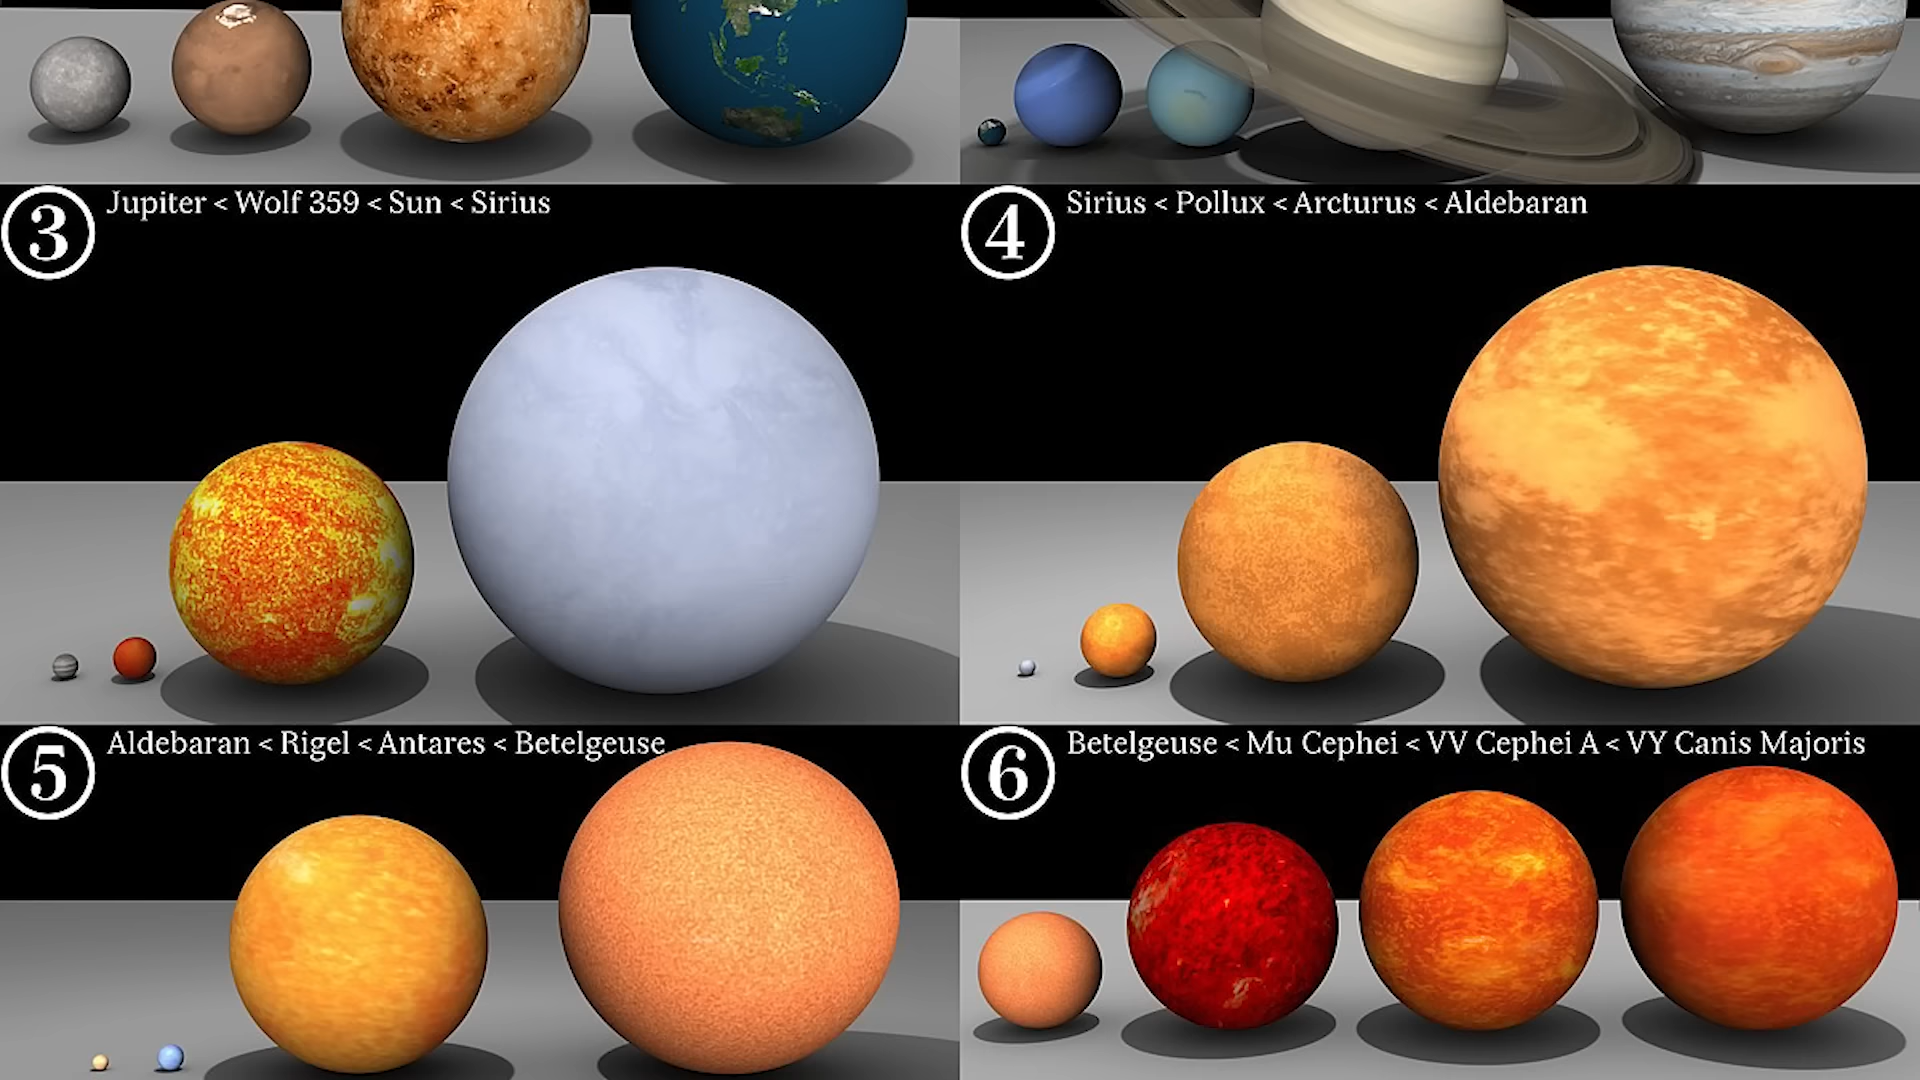 3 Jupiter < Wolf 359 < Sun < Sirius
4 Sirius < Pollux < Arcturus < Aldebaran
5 Aldebaran < Rigel < Antares < Betelgeuse
6 Betelgeuse < Mu Cephei < VV Cephei A < VY Canis Majoris